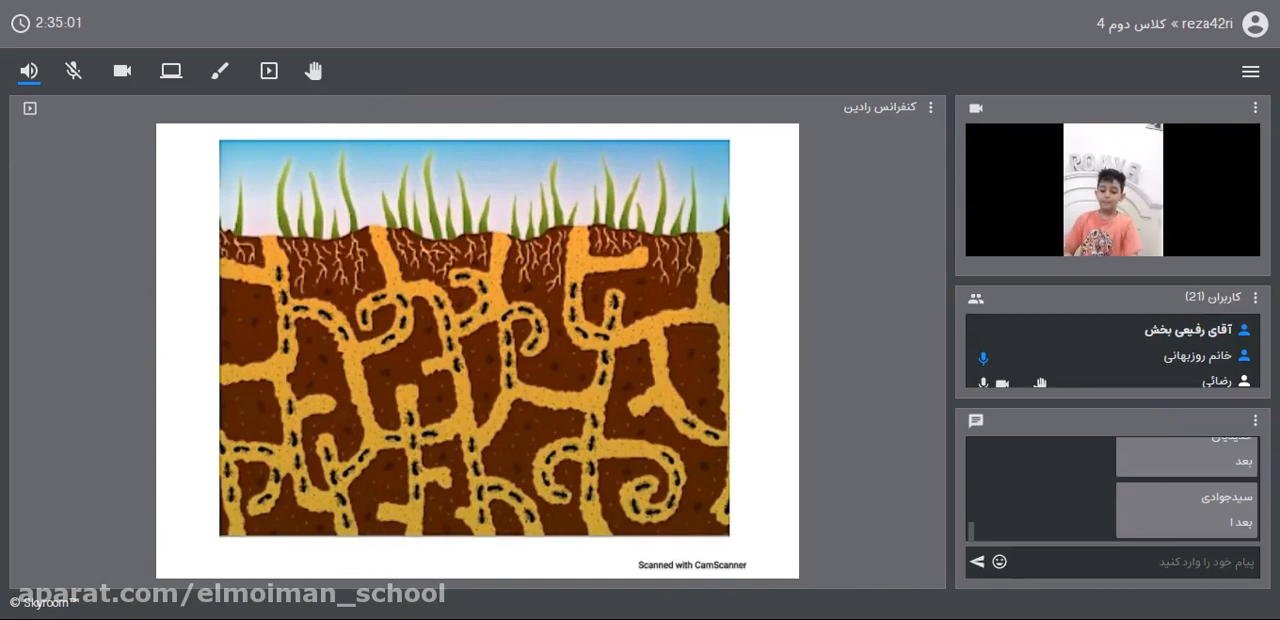 2:35:01
reza42ri » کلاس دوم 4
کنفرانس رادین
کاربران (21)
آقای رفیعی بخش
خانم روزبهانی
رضائی
بعد
سیدجوادی
بعد ا
پیام خود را وارد کنید
Scanned with CamScanner
aparat.com/elmoiman_school
© Skyroom™